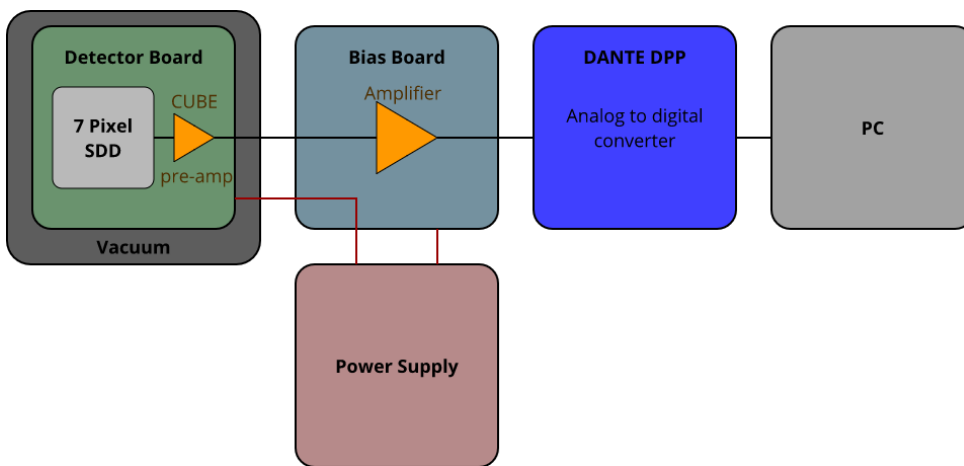 Detector Board
CUBE
7 Pixel
SDD
pre-amp
Vacuum
Bias Board
Amplifier
DANTE DPP
Analog to digital
converter
PC
Power Supply